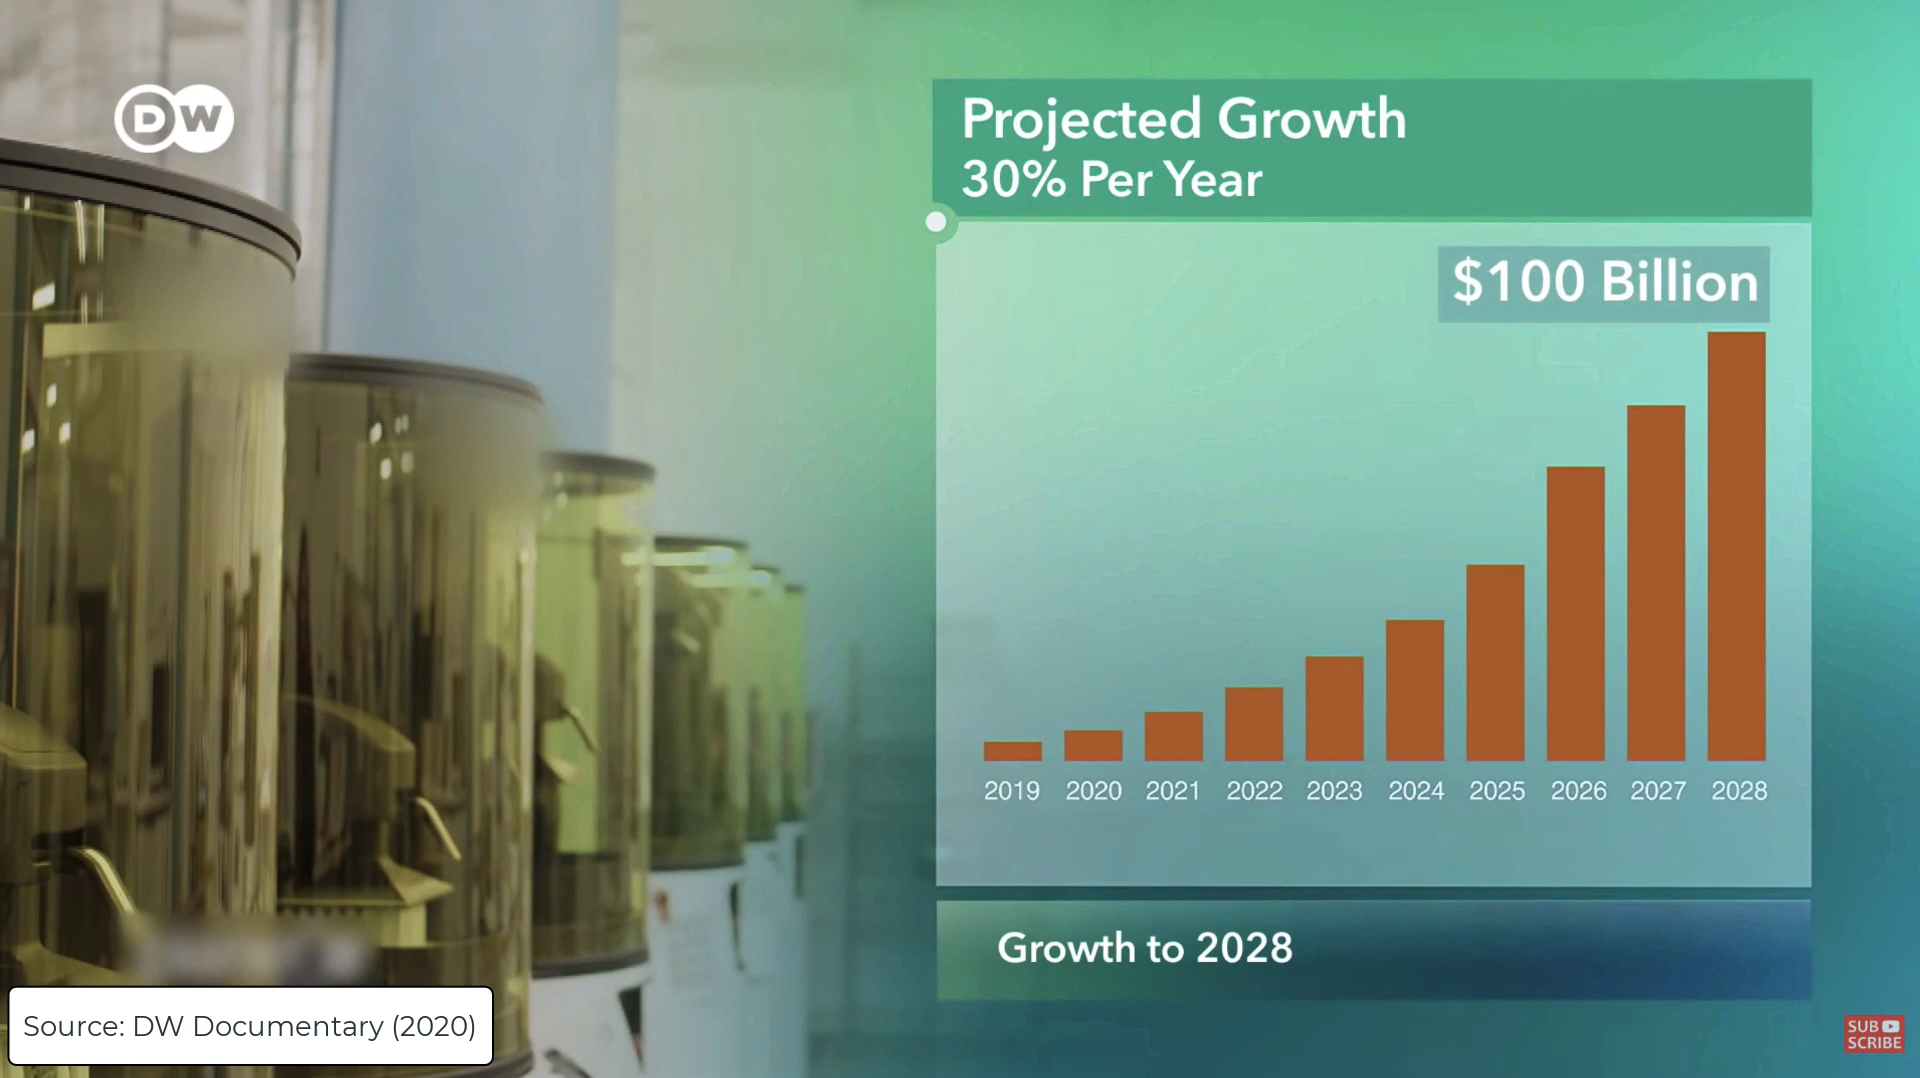 DW
Projected Growth
30% Per Year
$100 Billion
2019 2020 2021 2022 2023 2024 2025 2026 2027 2028
Growth to 2028
Source: DW Documentary (2020)
SUB
SCRIBE